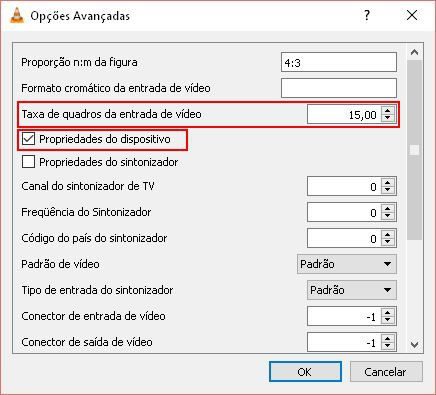 Opções Avançadas
Proporção n:m da figura 4:3
Formato cromático da entrada de vídeo
Taxa de quadros da entrada de vídeo 15,00
Propriedades do dispositivo
Propriedades do sintonizador
Canal do sintonizador de TV 0
Freqüência do Sintonizador 0
Código do país do sintonizador 0
Padrão de vídeo Padrão
Tipo de entrada do sintonizador Padrão
Conector de entrada de vídeo -1
Conector de saída de vídeo -1
OK Cancelar